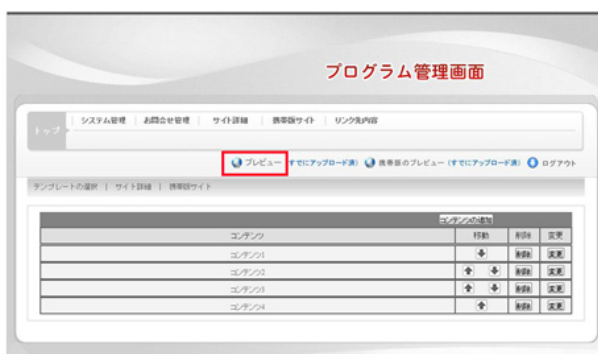 プログラム管理画面
トップ
システム管理 | お問合せ管理 | サイト詳細 | 携帯版サイト | リンク先内容
プレビュー (すでにアップロード済) 携帯版のプレビュー (すでにアップロード済) ログアウト
テンプレートの選択 | サイト詳細 | 携帯版サイト
コンテンツの追加
コンテンツ 移動 削除 変更
コンテンツ1 削除 変更
コンテンツ2 削除 変更
コンテンツ3 削除 変更
コンテンツ4 削除 変更